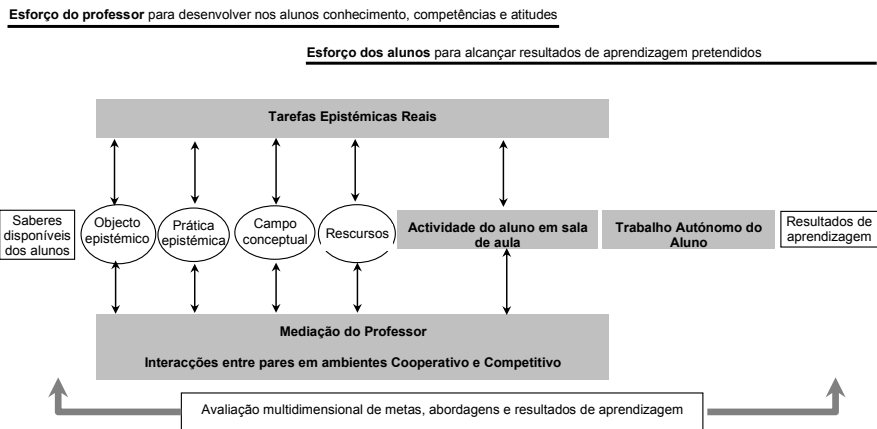 Esforço do professor para desenvolver nos alunos conhecimento, competências e atitudes
Esforço dos alunos para alcançar resultados de aprendizagem pretendidos
Tarefas Epistémicas Reais
Saberes
disponíveis
dos alunos
Objecto
epistémico
Prática
epistémica
Campo
conceptual
Rescursos
Actividade do aluno em sala
de aula
Trabalho Autónomo do
Aluno
Resultados de
aprendizagem
Mediação do Professor
Interacções entre pares em ambientes Cooperativo e Competitivo
Avaliação multidimensional de metas, abordagens e resultados de aprendizagem